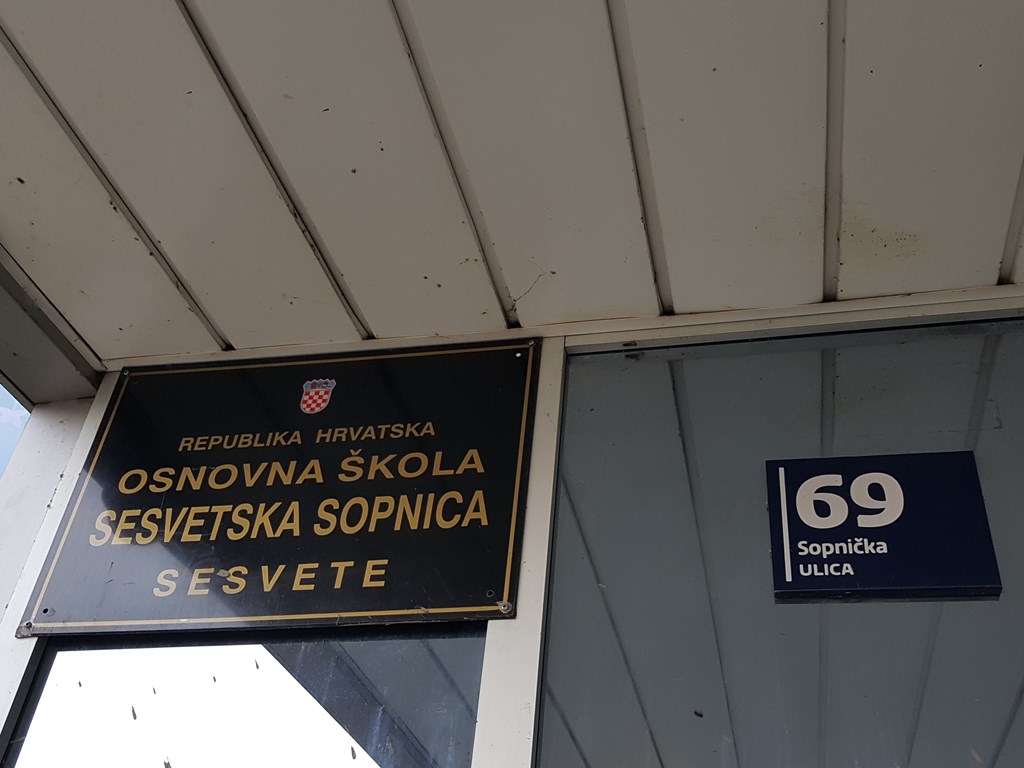 REPUBLIKA HRVATSKA
OSNOVNA ŠKOLA
SESVETSKA SOPNICA
SESVETE
69
Sopnička
ULICA